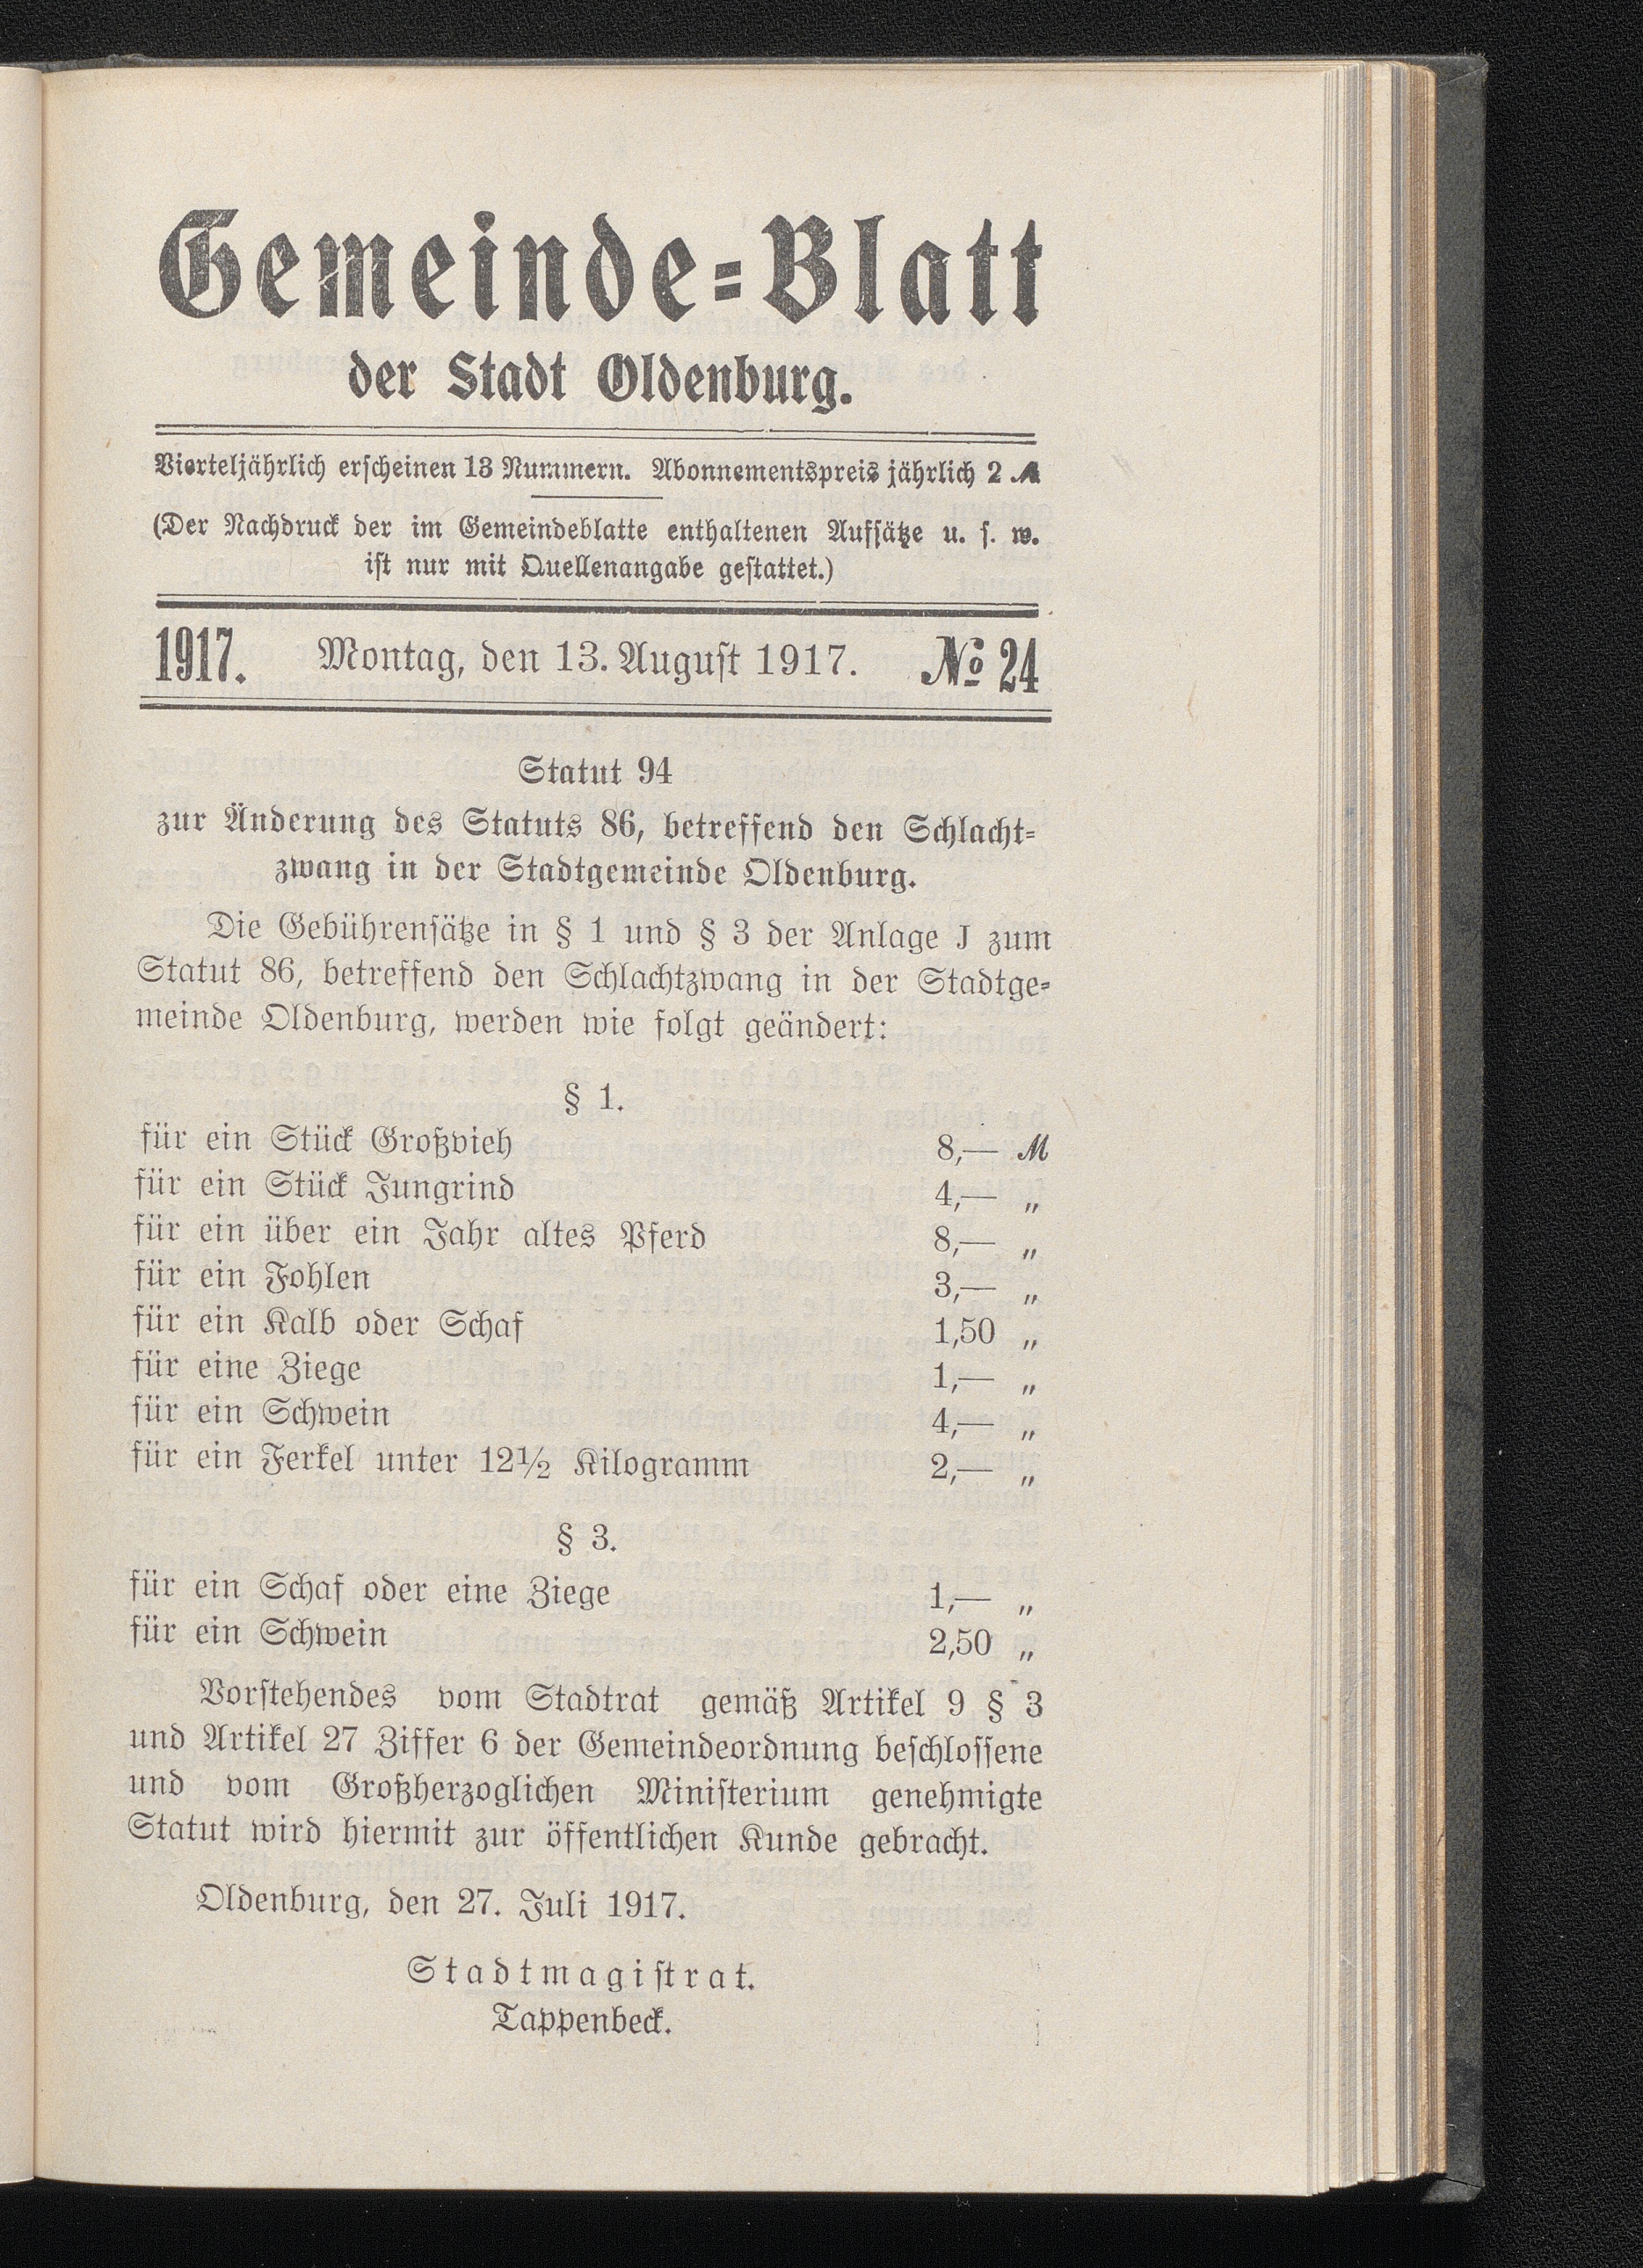 Gemeinde=Blatt
der Stadt Oldenburg.
Vierteljährlich erscheinen 13 Nummern. Abonnementspreis jährlich 2 ℳ
(Der Nachdruck der im Gemeindeblatte enthaltenen Aufsätze u. s. w.
ist nur mit Quellenangabe gestattet.)
1917. Montag, den 13. August 1917. № 24
Statut 94
zur Änderung des Statuts 86, betreffend den Schlacht=
zwang in der Stadtgemeinde Oldenburg.
Die Gebührensätze in § 1 und § 3 der Anlage J zum
Statut 86, betreffend den Schlachtzwang in der Stadtge=
meinde Oldenburg, werden wie folgt geändert:
§ 1.
für ein Stück Großvieh 8,— ℳ
für ein Stück Jungrind 4,— „
für ein über ein Jahr altes Pferd 8,— „
für ein Fohlen 3,— „
für ein Kalb oder Schaf 1,50 „
für eine Ziege 1,— „
für ein Schwein 4,— „
für ein Ferkel unter 12½ Kilogramm 2,— „
§ 3.
für ein Schaf oder eine Ziege 1,— „
für ein Schwein 2,50 „
Vorstehendes vom Stadtrat gemäß Artikel 9 § 3
und Artikel 27 Ziffer 6 der Gemeindeordnung beschlossene
und vom Großherzoglichen Ministerium genehmigte
Statut wird hiermit zur öffentlichen Kunde gebracht.
Oldenburg, den 27. Juli 1917.
Stadtmagistrat.
Tappenbeck.